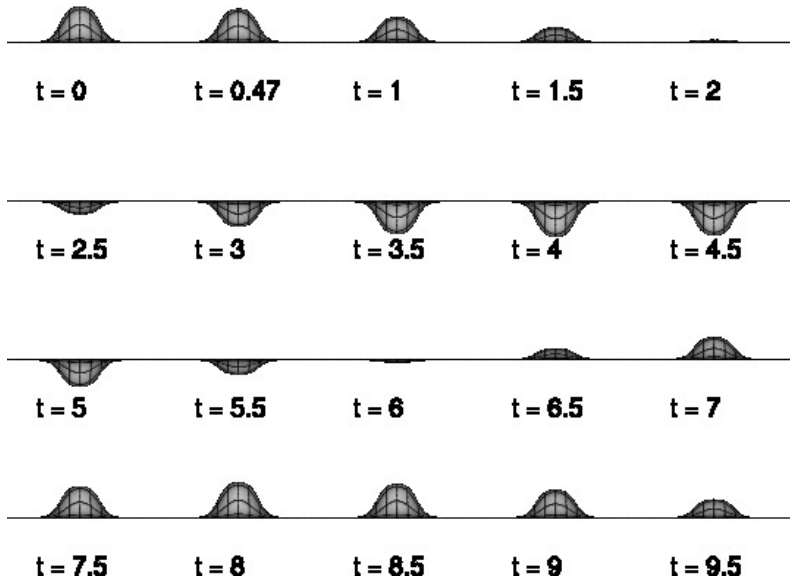 t = 0 t = 0.47 t = 1 t = 1.5 t = 2
t = 2.5 t = 3 t = 3.5 t = 4 t = 4.5
t = 5 t = 5.5 t = 6 t = 6.5 t = 7
t = 7.5 t = 8 t = 8.5 t = 9 t = 9.5